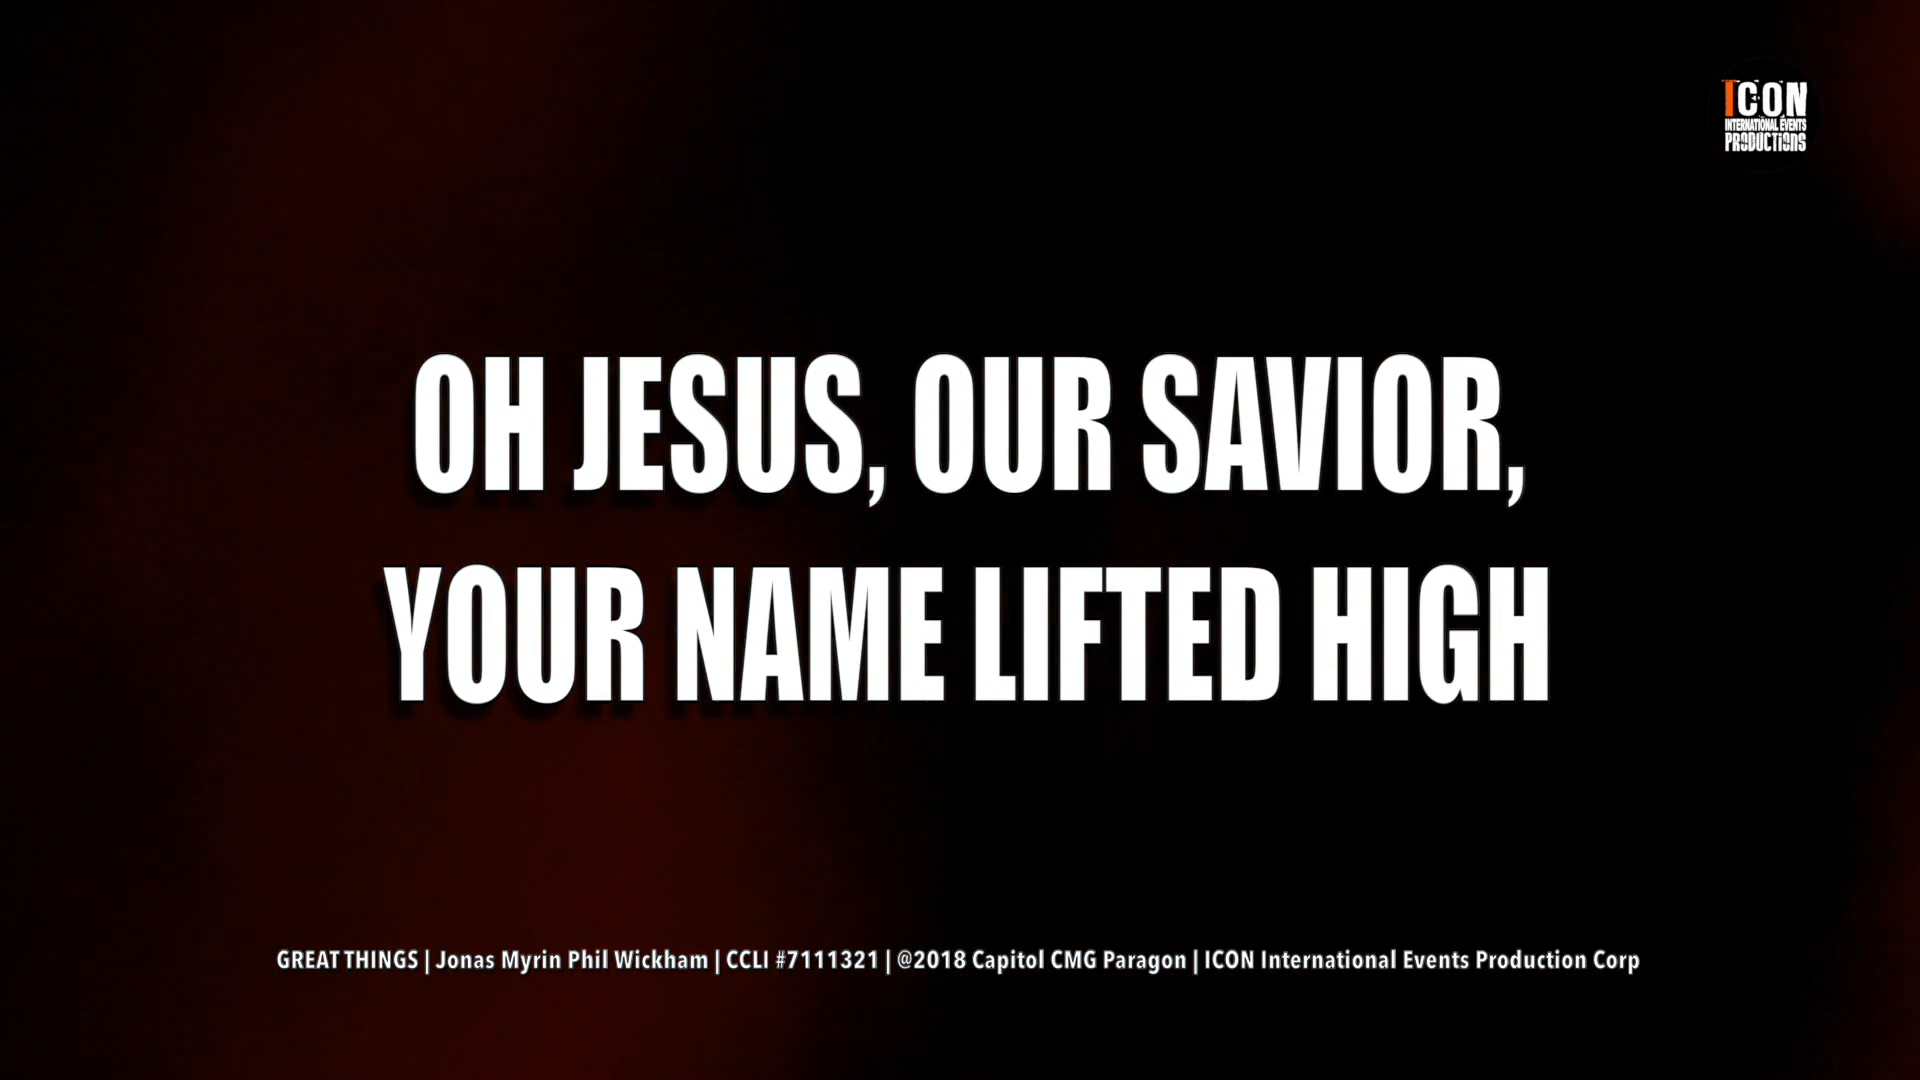 ICON
INTERNATIONAL EVENTS
PRODUCTIONS
OH JESUS, OUR SAVIOR,
YOUR NAME LIFTED HIGH
GREAT THINGS | Jonas Myrin Phil Wickham | CCLI #7111321 | @2018 Capitol CMG Paragon | ICON International Events Production Corp